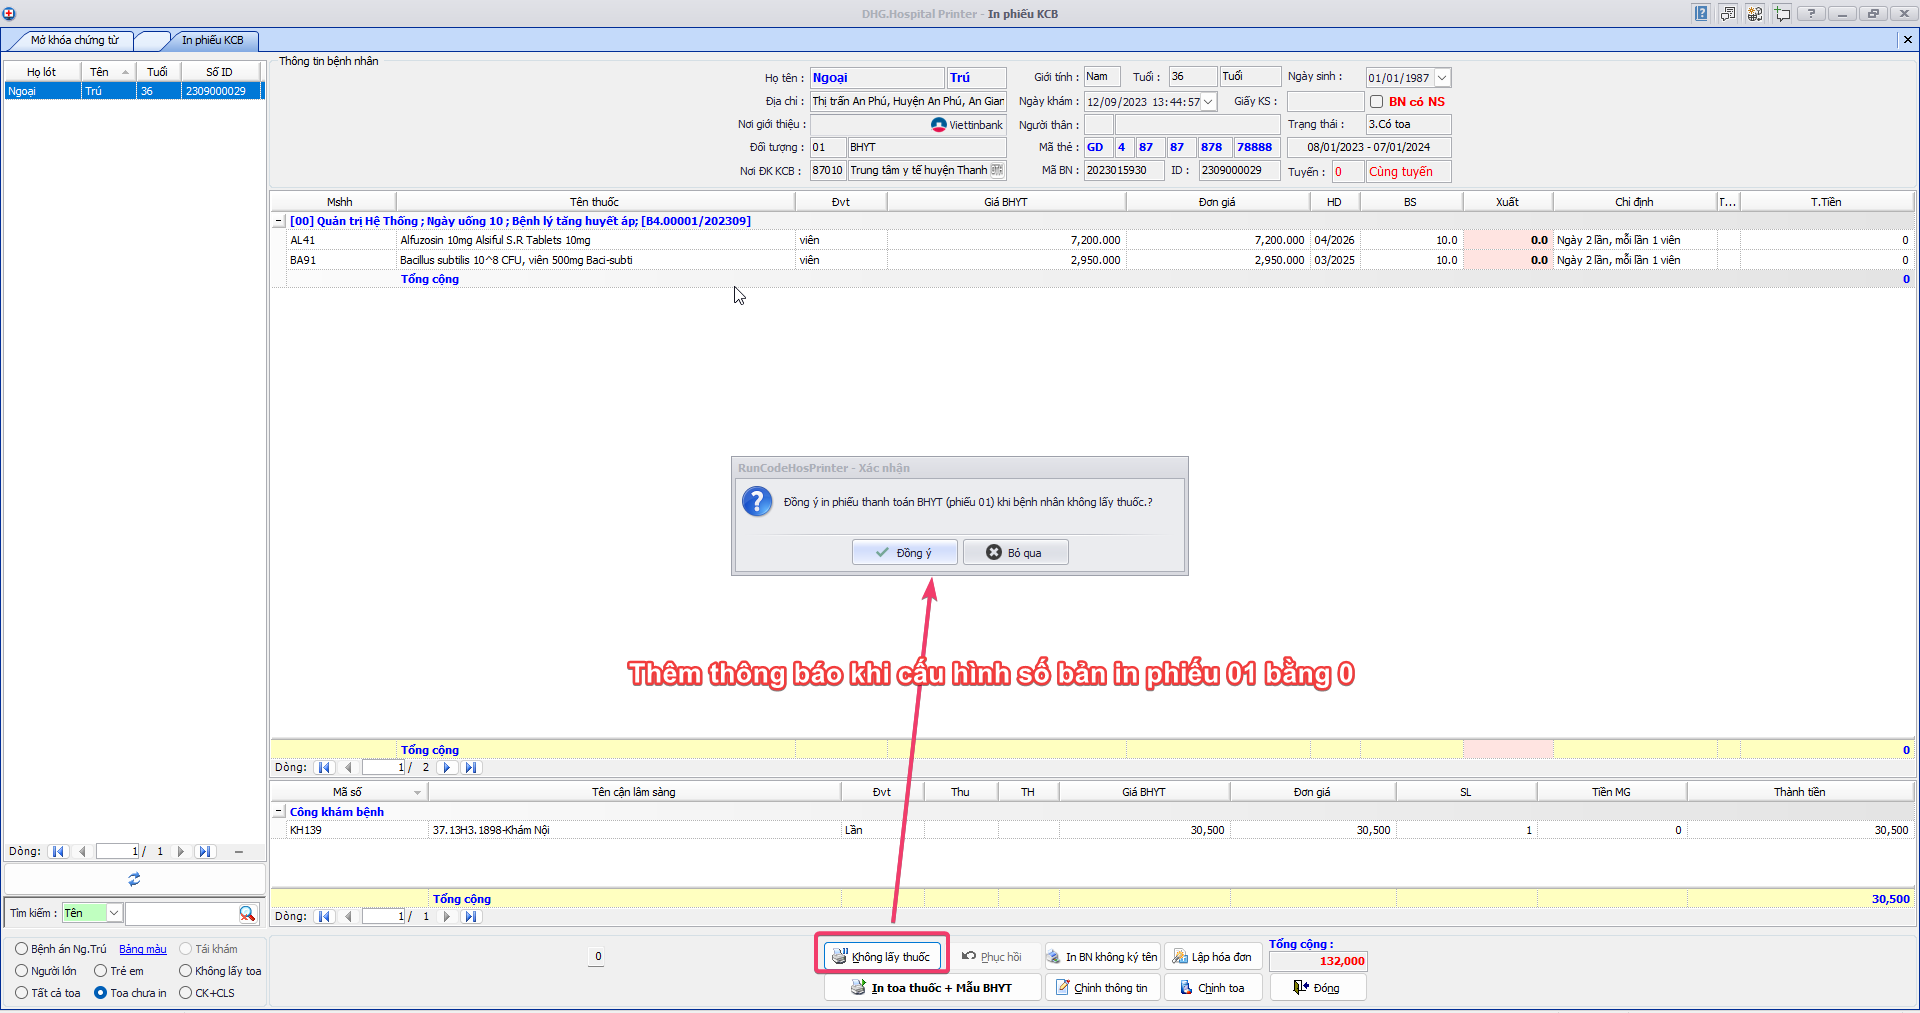 DHG.Hospital Printer - In phiếu KCB
Mở khóa chứng từ
In phiếu KCB
Họ lót Tên Tuổi Số ID
Ngoại Trú 36 2309000029
Thông tin bệnh nhân
Họ tên : Ngoại Trú Giới tính : Nam Tuổi : 36 Tuổi Ngày sinh : 01/01/1987
Địa chỉ : Thị trấn An Phú, Huyện An Phú, An Gian Ngày khám : 12/09/2023 13:44:57 Giấy KS : BN có NS
Nơi giới thiệu : Viettinbank Người thân : Trạng thái : 3.Có toa
Đối tượng : 01 BHYT Mã thẻ : GD 4 87 87 878 78888 08/01/2023 - 07/01/2024
Nơi ĐK KCB : 87010 Trung tâm y tế huyện Thanh Mã BN : 2023015930 ID : 2309000029 Tuyến : 0 Cùng tuyến
Mshh Tên thuốc Đvt Giá BHYT Đơn giá HD BS Xuất Chỉ định T... T.Tiền
[00] Quản trị Hệ Thống ; Ngày uống 10 ; Bệnh lý tăng huyết áp; [B4.00001/202309]
AL41 Alfuzosin 10mg Alsiful S.R Tablets 10mg viên 7,200.000 7,200.000 04/2026 10.0 0.0 Ngày 2 lần, mỗi lần 1 viên 0
BA91 Bacillus subtilis 10^8 CFU, viên 500mg Baci-subti viên 2,950.000 2,950.000 03/2025 10.0 0.0 Ngày 2 lần, mỗi lần 1 viên 0
Tổng cộng 0
RunCodeHosPrinter - Xác nhận
Đồng ý in phiếu thanh toán BHYT (phiếu 01) khi bệnh nhân không lấy thuốc.?
Đồng ý Bỏ qua
Thêm thông báo khi cấu hình số bản in phiếu 01 bằng 0
Tổng cộng 0
Dòng: 1 / 2
Mã số Tên cận lâm sàng Đvt Thu TH Giá BHYT Đơn giá SL Tiền MG Thành tiền
Công khám bệnh
KH139 37.13H3.1898-Khám Nội Lần 30,500 30,500 1 0 30,500
Tổng cộng 30,500
Dòng: 1 / 1
Dòng: 1 / 1
Tìm kiếm : Tên
Bệnh án Ng.Trú Bảng màu Tái khám
Người lớn Trẻ em Không lấy toa
Tất cả toa Toa chưa in CK+CLS
0
Không lấy thuốc Phục hồi In BN không ký tên Lập hóa đơn Tổng cộng : 132,000
In toa thuốc + Mẫu BHYT Chỉnh thông tin Chỉnh toa Đóng